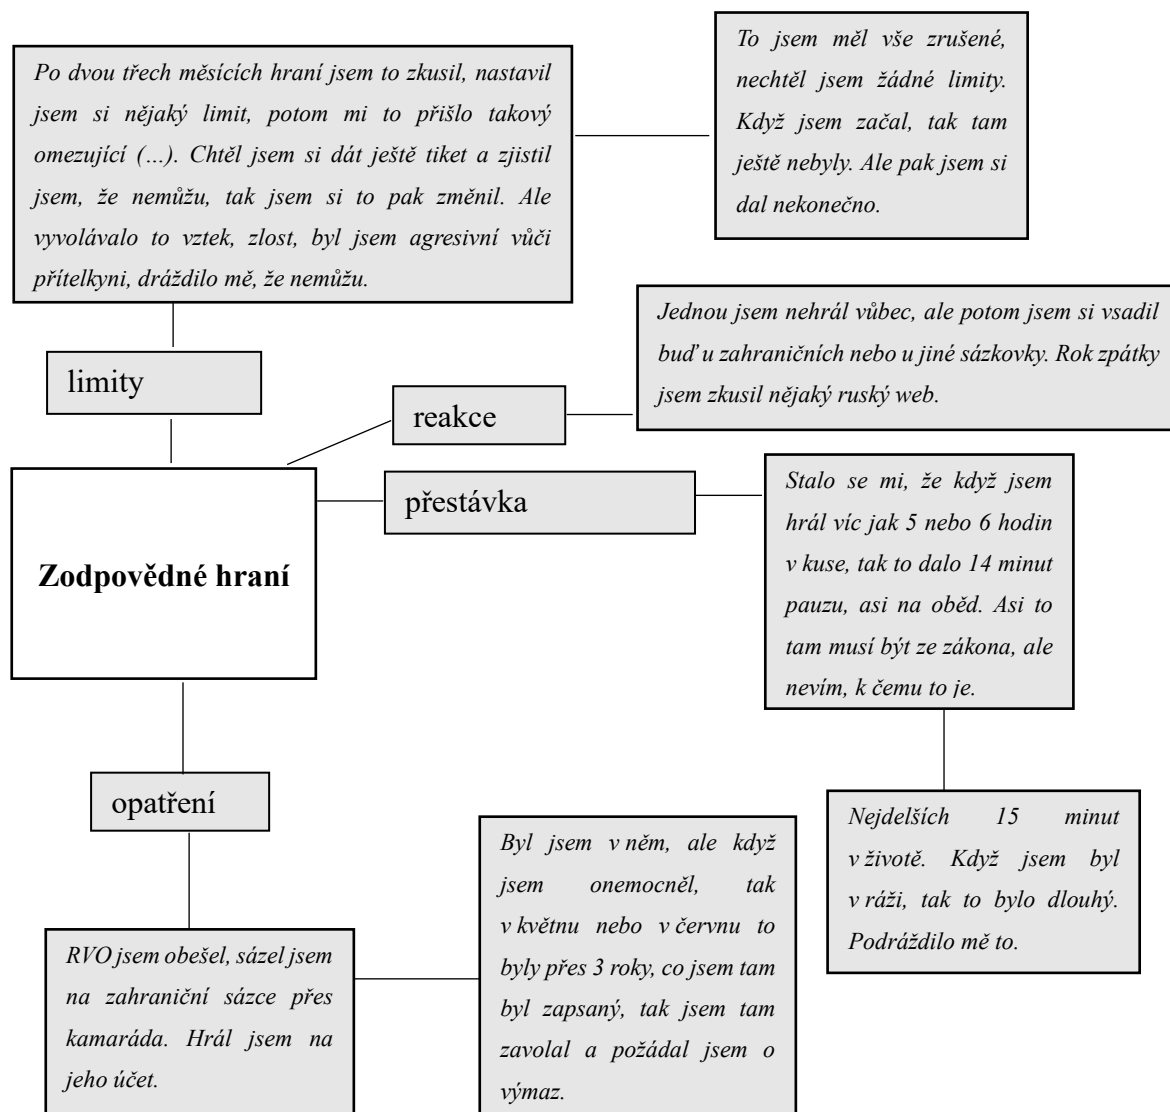 To jsem měl vše zrušené,
nechtěl jsem žádné limity.
Když jsem začal, tak tam
ještě nebyly. Ale pak jsem si
dal nekonečno.
Po dvou třech měsících hraní jsem to zkusil, nastavil
jsem si nějaký limit, potom mi to přišlo takový
omezující (…). Chtěl jsem si dát ještě tiket a zjistil
jsem, že nemůžu, tak jsem si to pak změnil. Ale
vyvolávalo to vztek, zlost, byl jsem agresivní vůči
přítelkyni, dráždilo mě, že nemůžu.
Jednou jsem nehrál vůbec, ale potom jsem si vsadil
buď u zahraničních nebo u jiné sázkovky. Rok zpátky
jsem zkusil nějaký ruský web.
limity
reakce
přestávka
Stalo se mi, že když jsem
hrál víc jak 5 nebo 6 hodin
v kuse, tak to dalo 14 minut
pauzu, asi na oběd. Asi to
tam musí být ze zákona, ale
nevím, k čemu to je.
Zodpovědné hraní
opatření
Nejdelších 15 minut
v životě. Když jsem byl
v ráži, tak to bylo dlouhý.
Podráždilo mě to.
Byl jsem v něm, ale když
jsem onemocněl, tak
v květnu nebo v červnu to
byly přes 3 roky, co jsem tam
byl zapsaný, tak jsem tam
zavolal a požádal jsem o
výmaz.
RVO jsem obešel, sázel jsem
na zahraniční sázce přes
kamaráda. Hrál jsem na
jeho účet.